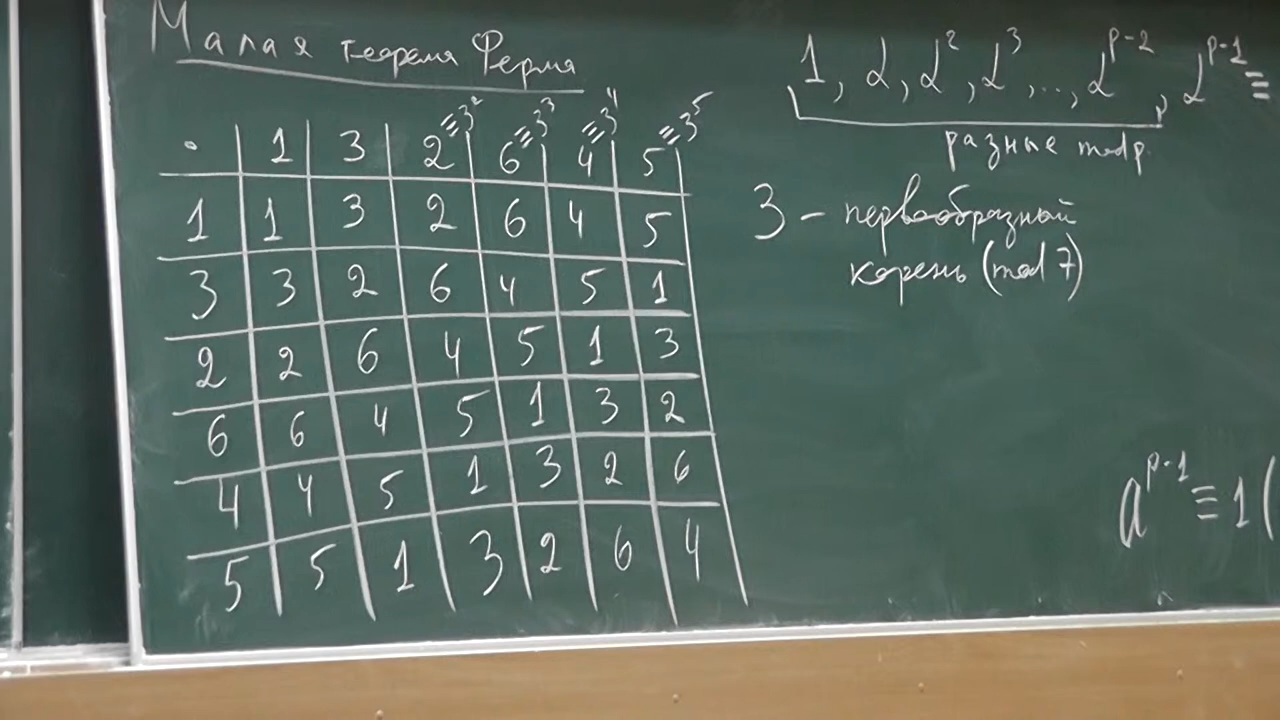 Малая теорема Ферма
1, α, α², α³, ..., α^{p-2}, α^{p-1} ≡
разные mod p.
· 1 3 2≡3² 6≡3³ 4≡3⁴ 5≡3⁵
1 1 3 2 6 4 5
3 3 2 6 4 5 1
2 2 6 4 5 1 3
6 6 4 5 1 3 2
4 4 5 1 3 2 6
5 5 1 3 2 6 4
3 – первообразный
корень (mod 7)
a^{p-1} ≡ 1 (